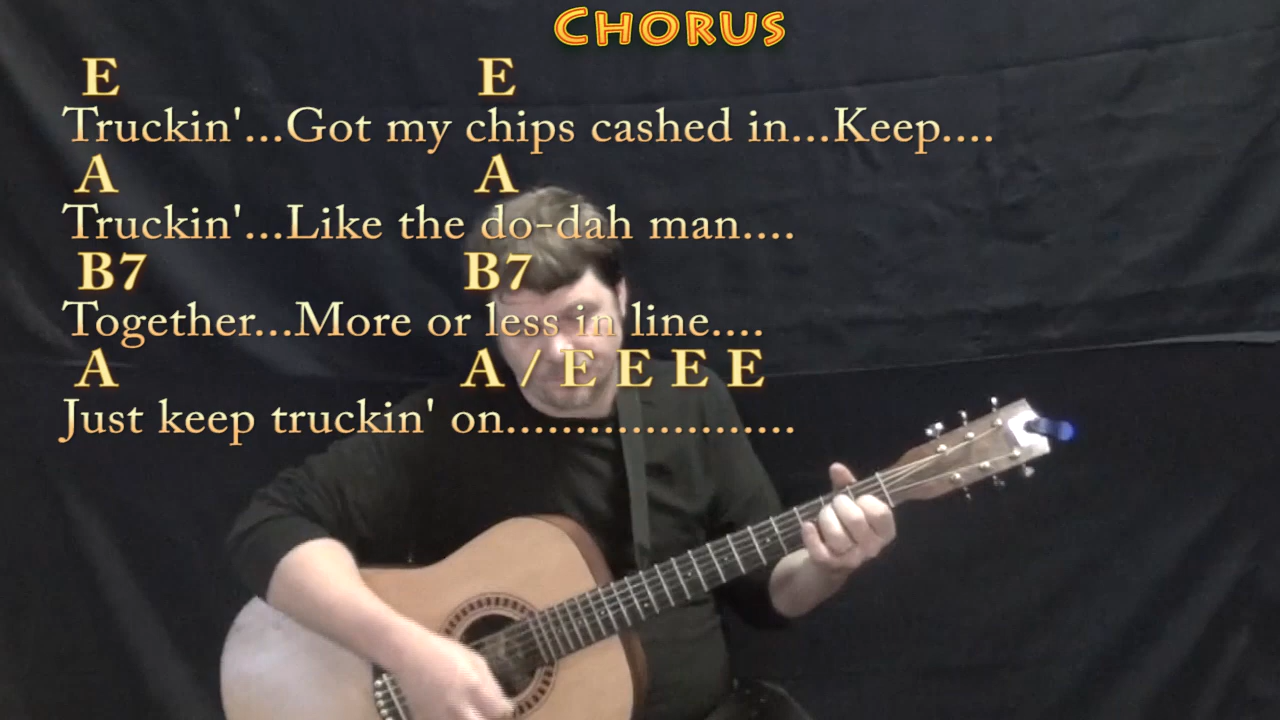 CHORUS
E E
Truckin'...Got my chips cashed in...Keep....
A A
Truckin'...Like the do-dah man....
B7 B7
Together...More or less in line....
A A / E E E E
Just keep truckin' on.....................